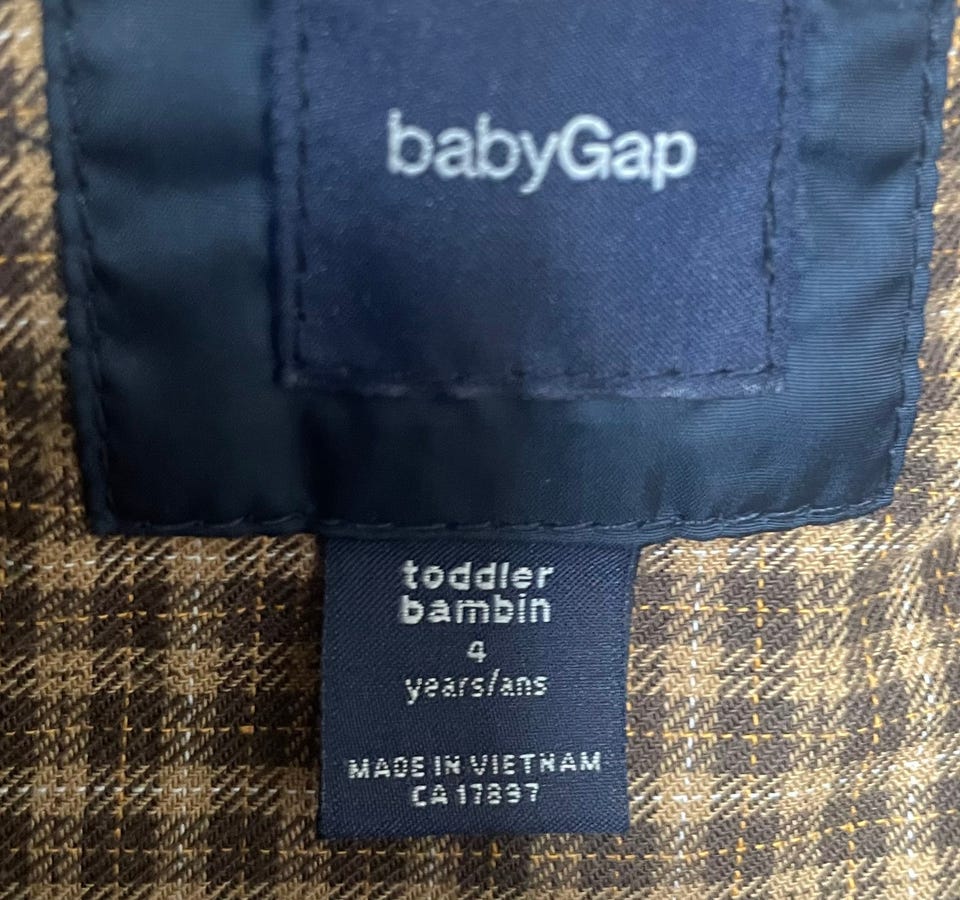 babyGap
toddler
bambin
4
years/ans
MADE IN VIETNAM
CA 17897